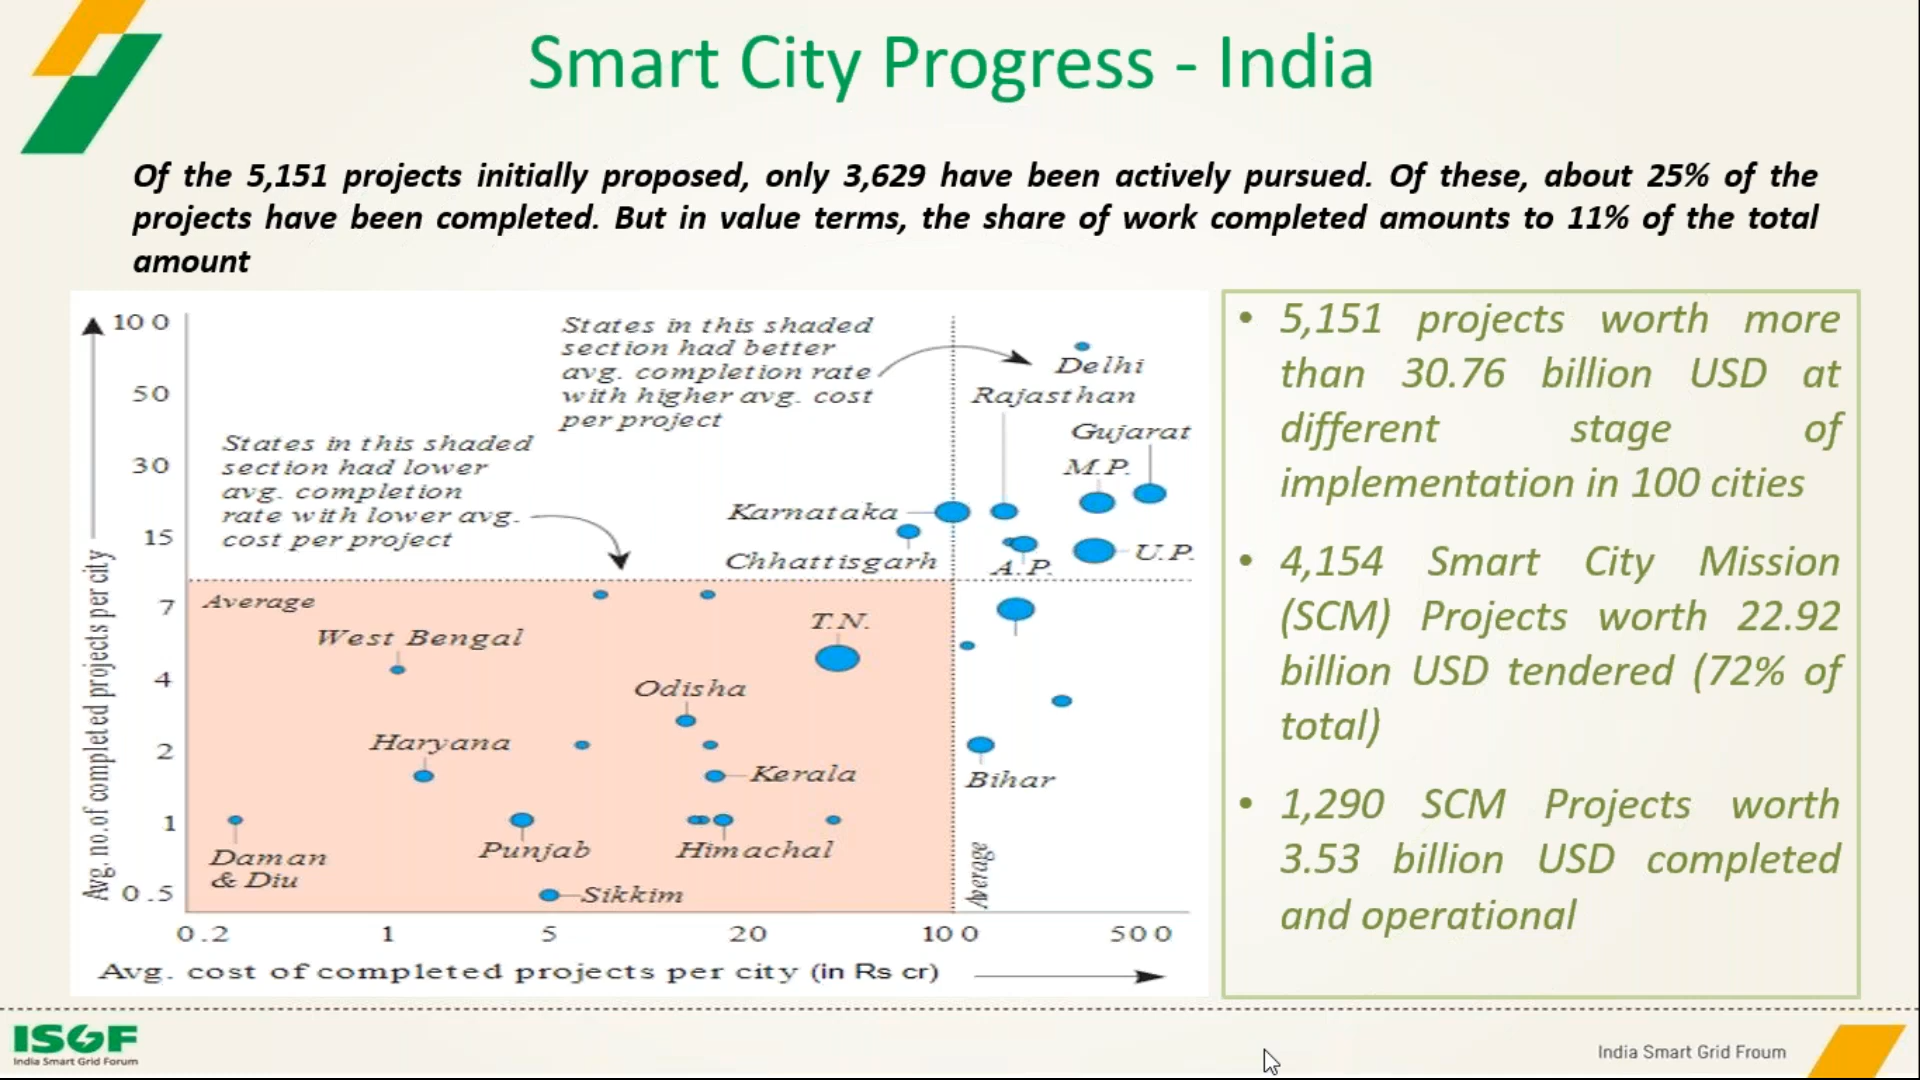 Smart City Progress - India
Of the 5,151 projects initially proposed, only 3,629 have been actively pursued. Of these, about 25% of the
projects have been completed. But in value terms, the share of work completed amounts to 11% of the total
amount
Avg. no.of completed projects per city
100
50
30
15
7
4
2
1
0.5
States in this shaded
section had better
avg. completion rate
with higher avg. cost
per project
States in this shaded
section had lower
avg. completion
rate with lower avg.
cost per project
Delhi
Rajasthan
Gujarat
M.P.
Karnataka
Chhattisgarh
A.P.
U.P.
Average
West Bengal
T.N.
Odisha
Haryana
Kerala
Bihar
Daman
& Diu
Punjab
Himachal
Sikkim
Average
0.2
1
5
20
100
500
Avg. cost of completed projects per city (in Rs cr)
• 5,151 projects worth more
than 30.76 billion USD at
different stage of
implementation in 100 cities
• 4,154 Smart City Mission
(SCM) Projects worth 22.92
billion USD tendered (72% of
total)
• 1,290 SCM Projects worth
3.53 billion USD completed
and operational
ISGF
India Smart Grid Forum
India Smart Grid Froum